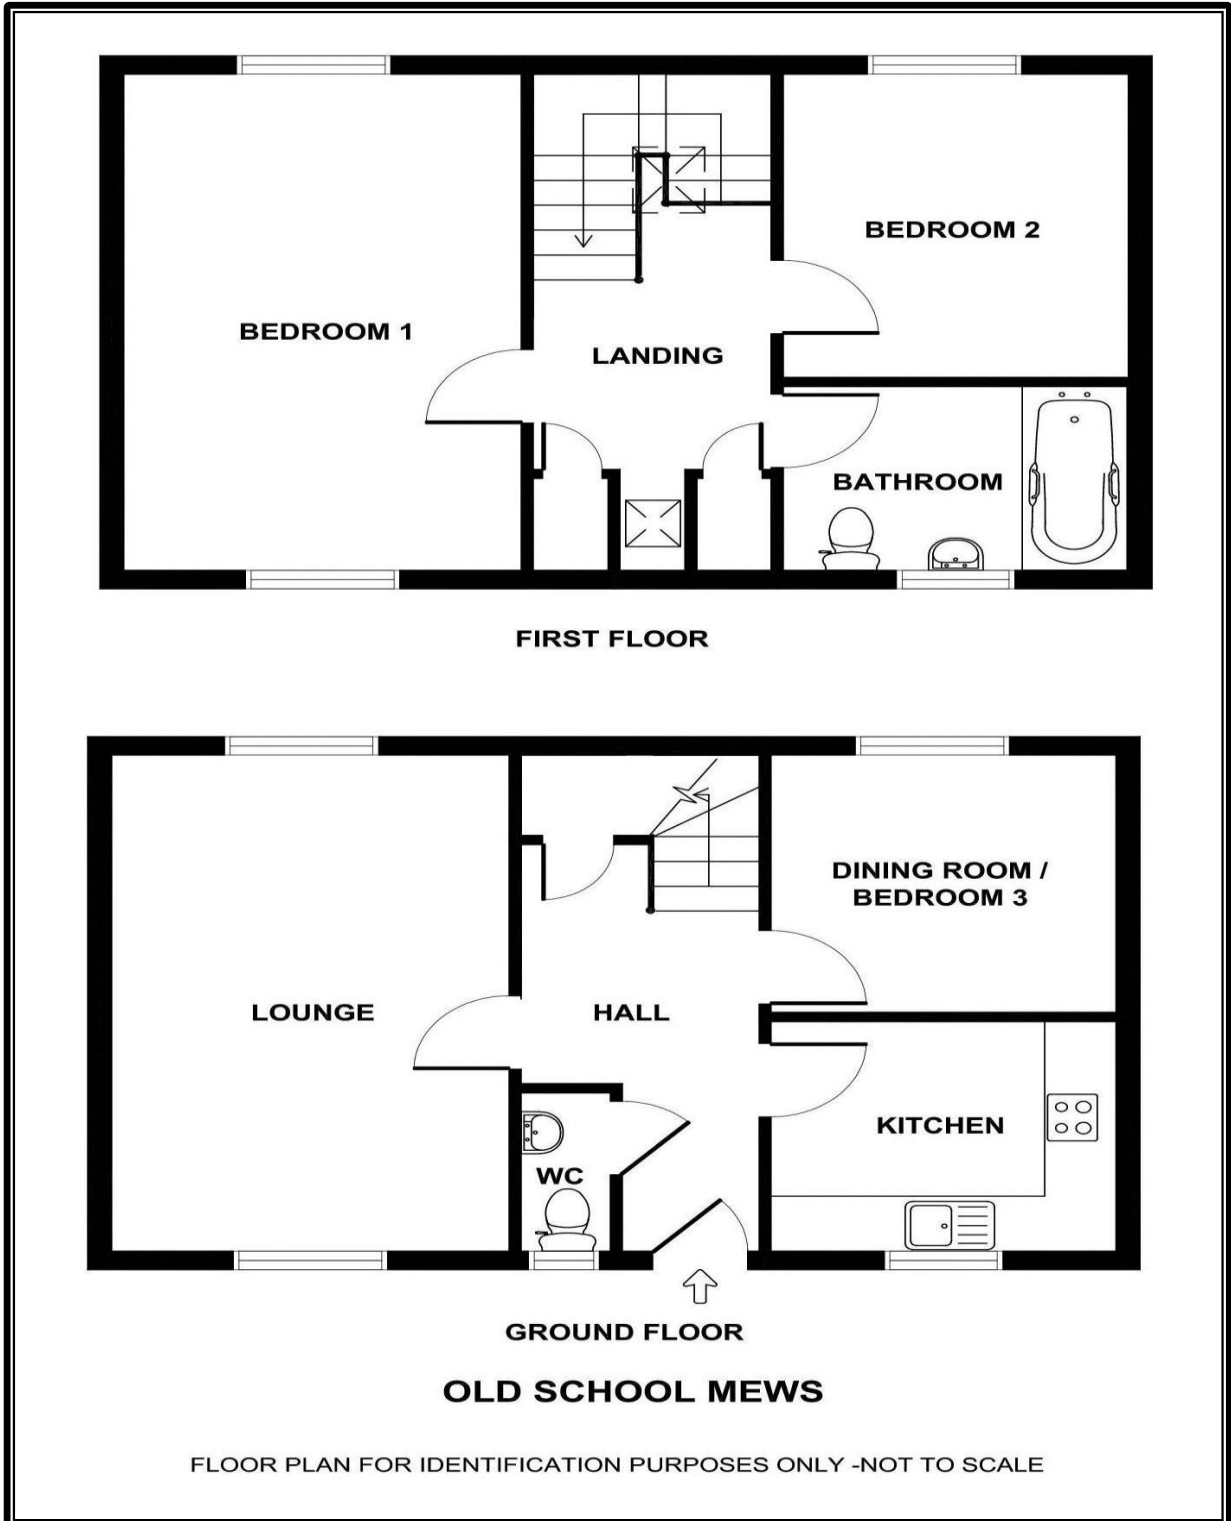 BEDROOM 1
LANDING
BEDROOM 2
BATHROOM
FIRST FLOOR
LOUNGE
HALL
DINING ROOM /
BEDROOM 3
KITCHEN
WC
GROUND FLOOR
OLD SCHOOL MEWS
FLOOR PLAN FOR IDENTIFICATION PURPOSES ONLY -NOT TO SCALE